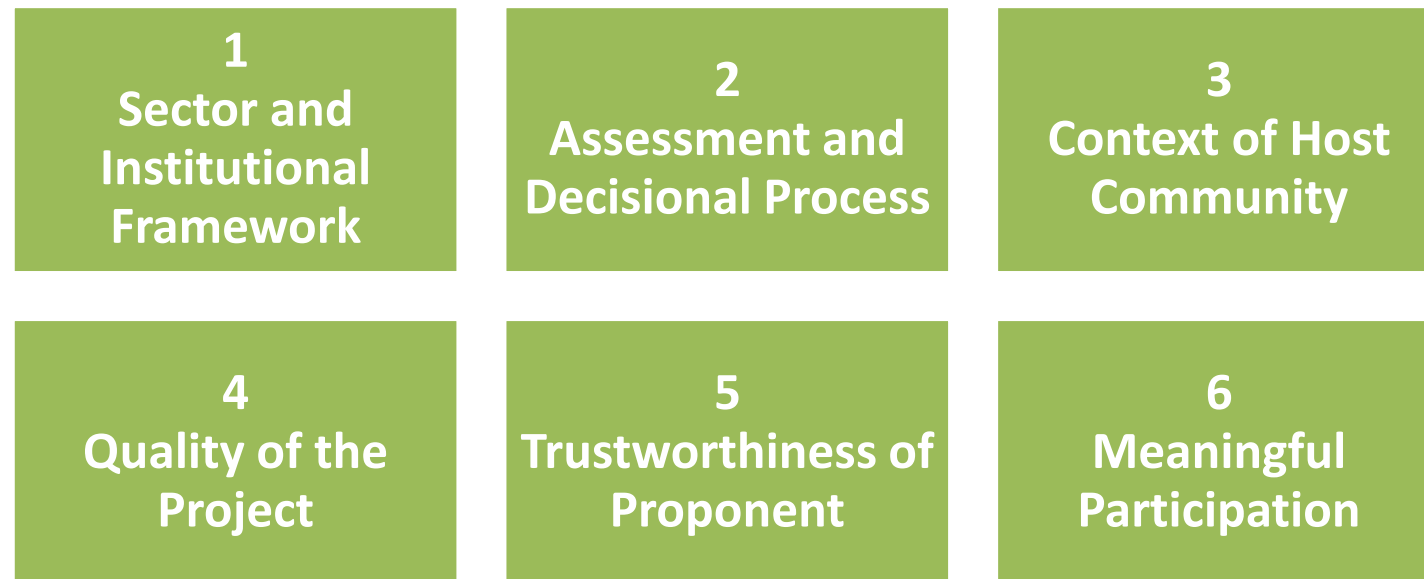 1
Sector and
Institutional
Framework
2
Assessment and
Decisional Process
3
Context of Host
Community
4
Quality of the
Project
5
Trustworthiness of
Proponent
6
Meaningful
Participation